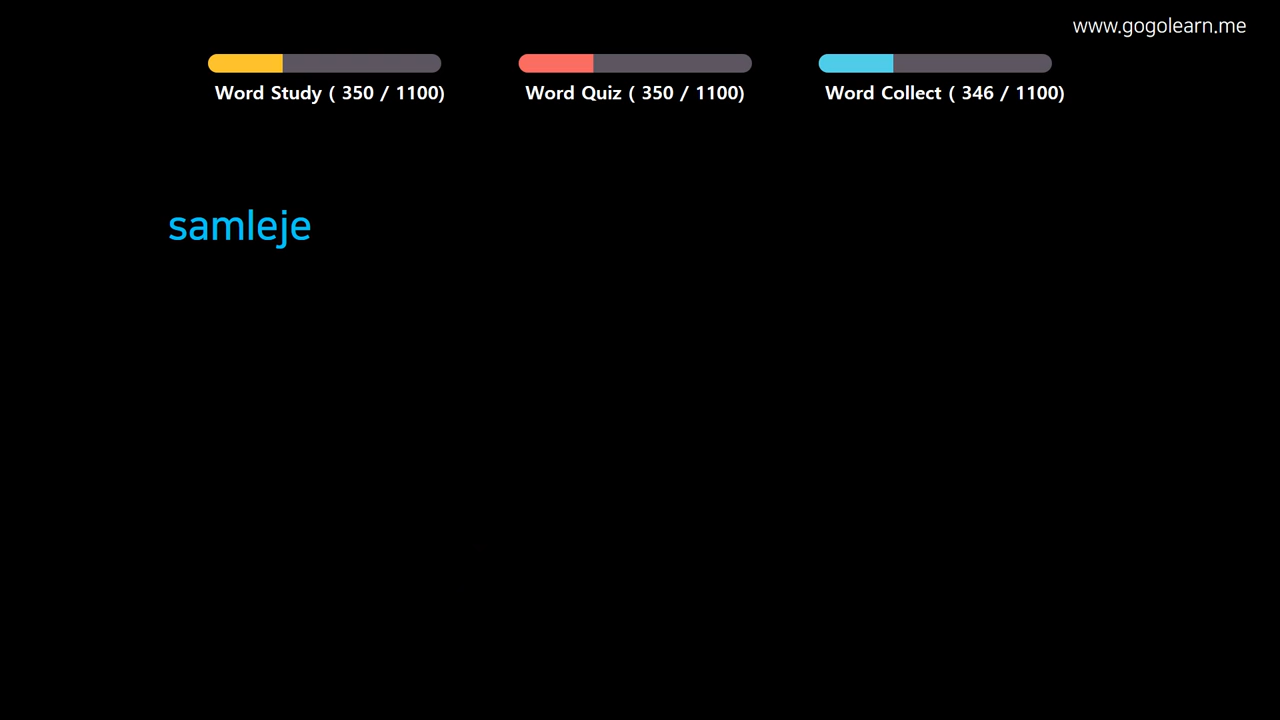 www.gogolearn.me
Word Study ( 350 / 1100)
Word Quiz ( 350 / 1100)
Word Collect ( 346 / 1100)
samleje